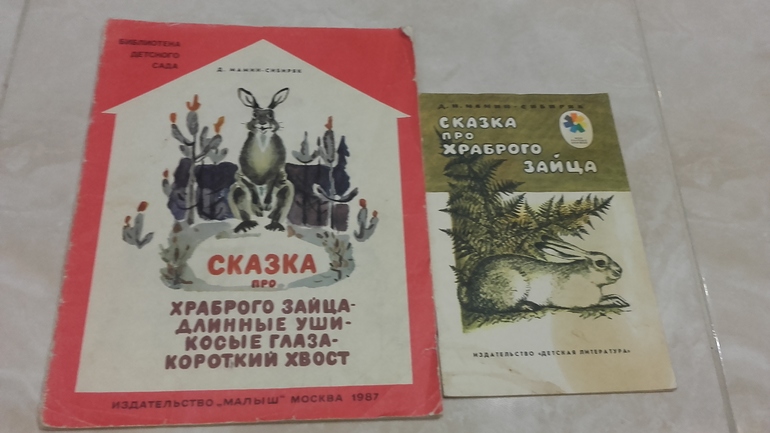 БИБЛИОТЕКА
ДЕТСКОГО
САДА
Д. МАМИН-СИБИРЯК
СКАЗКА
ПРО
ХРАБРОГО ЗАЙЦА-
ДЛИННЫЕ УШИ-
КОСЫЕ ГЛАЗА-
КОРОТКИЙ ХВОСТ
ИЗДАТЕЛЬСТВО „МАЛЫШ" МОСКВА 1987
Д. Н. МАМИН-СИБИРЯК
СКАЗКА
ПРО
ХРАБРОГО
ЗАЙЦА
ИЗДАТЕЛЬСТВО «ДЕТСКАЯ ЛИТЕРАТУРА»